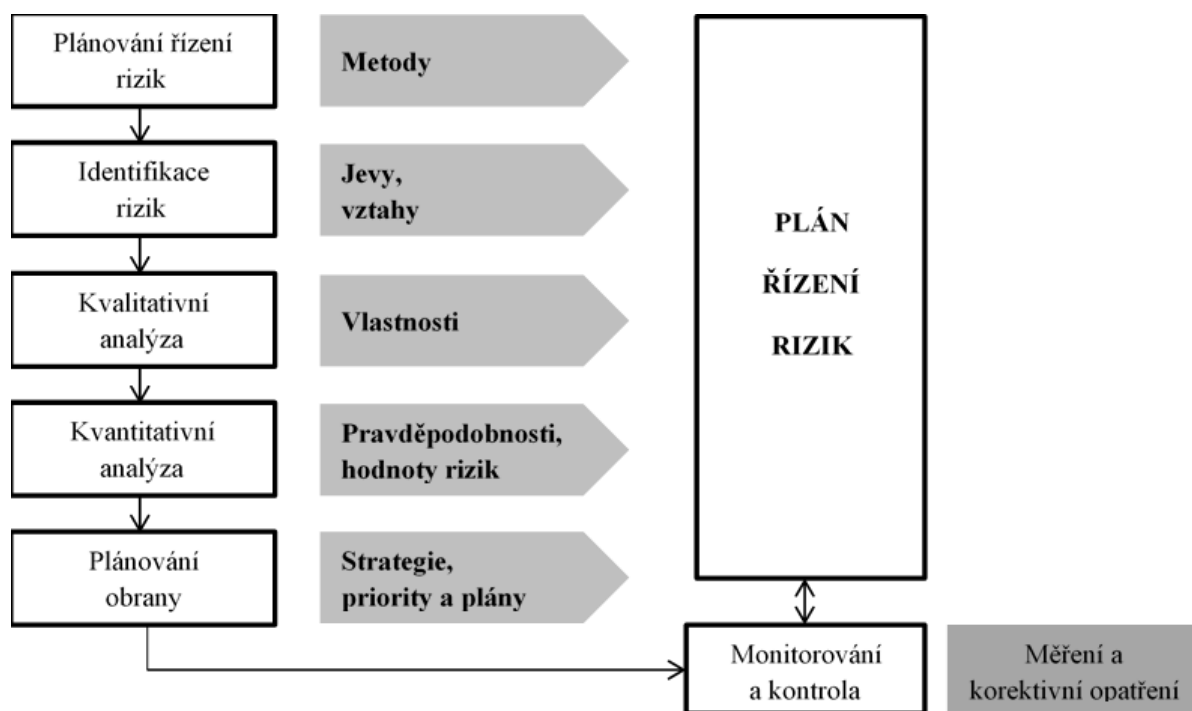 Plánování řízení
rizik
Metody
Identifikace
rizik
Jevy,
vztahy
Kvalitativní
analýza
Vlastnosti
Kvantitativní
analýza
Pravděpodobnosti,
hodnoty rizik
Plánování
obrany
Strategie,
priority a plány
PLÁN
ŘÍZENÍ
RIZIK
Monitorování
a kontrola
Měření a
korektivní opatření